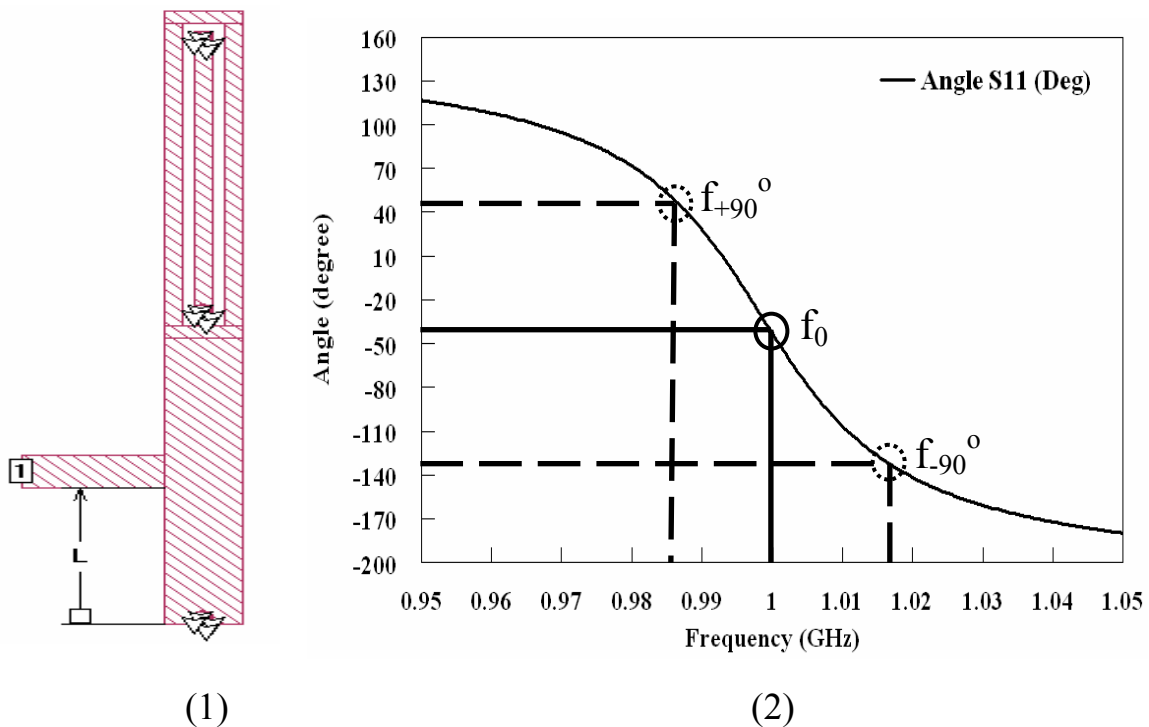 1
L
Angle (degree)
160
130
100
70
40
10
-20
-50
-80
-110
-140
-170
-200
Angle S11 (Deg)
f+90o
f0
f-90o
0.95 0.96 0.97 0.98 0.99 1 1.01 1.02 1.03 1.04 1.05
Frequency (GHz)
(1) (2)